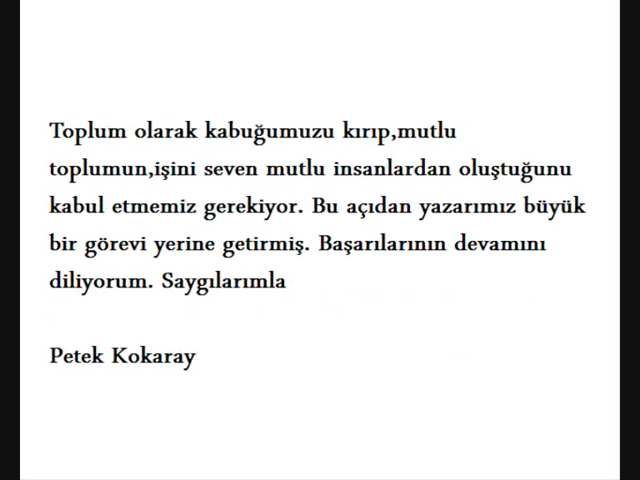 Toplum olarak kabuğumuzu kırıp,mutlu
toplumun,işini seven mutlu insanlardan oluştuğunu
kabul etmemiz gerekiyor. Bu açıdan yazarımız büyük
bir görevi yerine getirmiş. Başarılarının devamını
diliyorum. Saygılarımla
Petek Kokaray